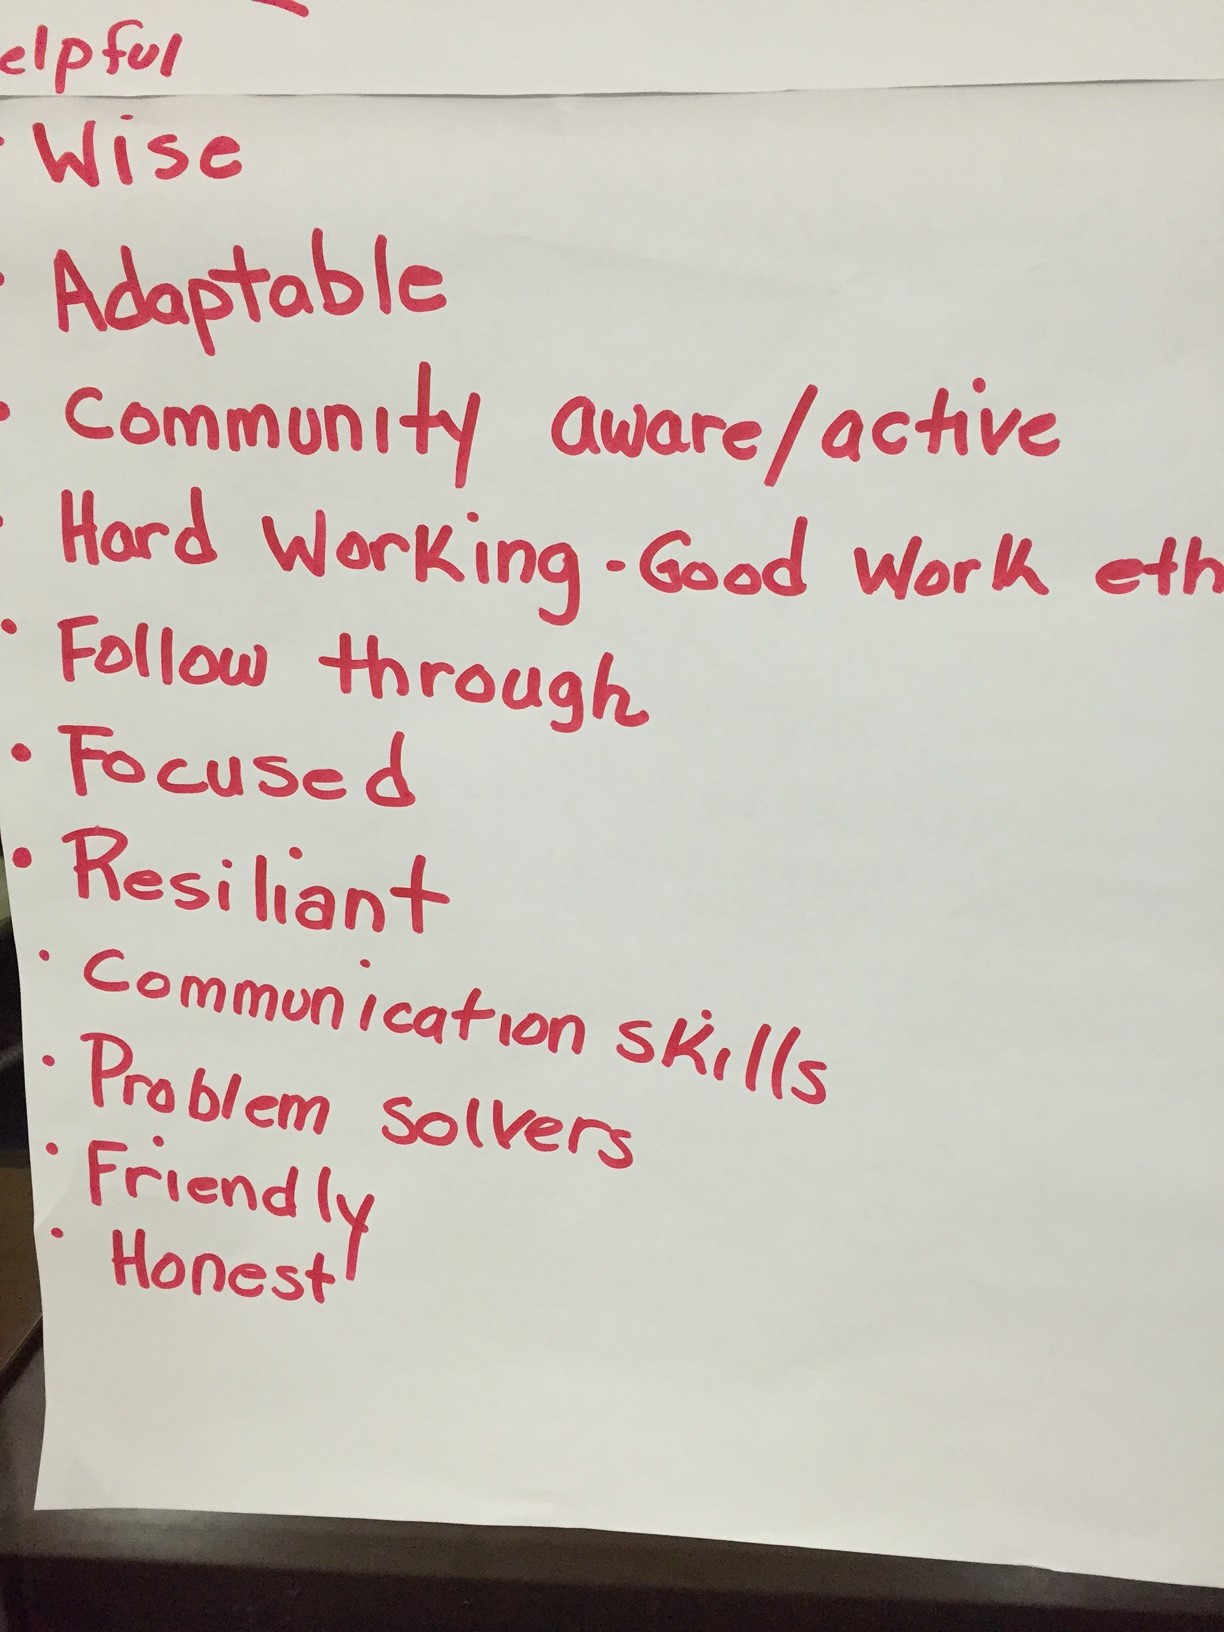 elpful
• Wise
• Adaptable
• Community aware/active
• Hard Working - Good Work eth
• Follow through
• Focused
• Resiliant
• Communication skills
• Problem solvers
• Friendly
• Honest